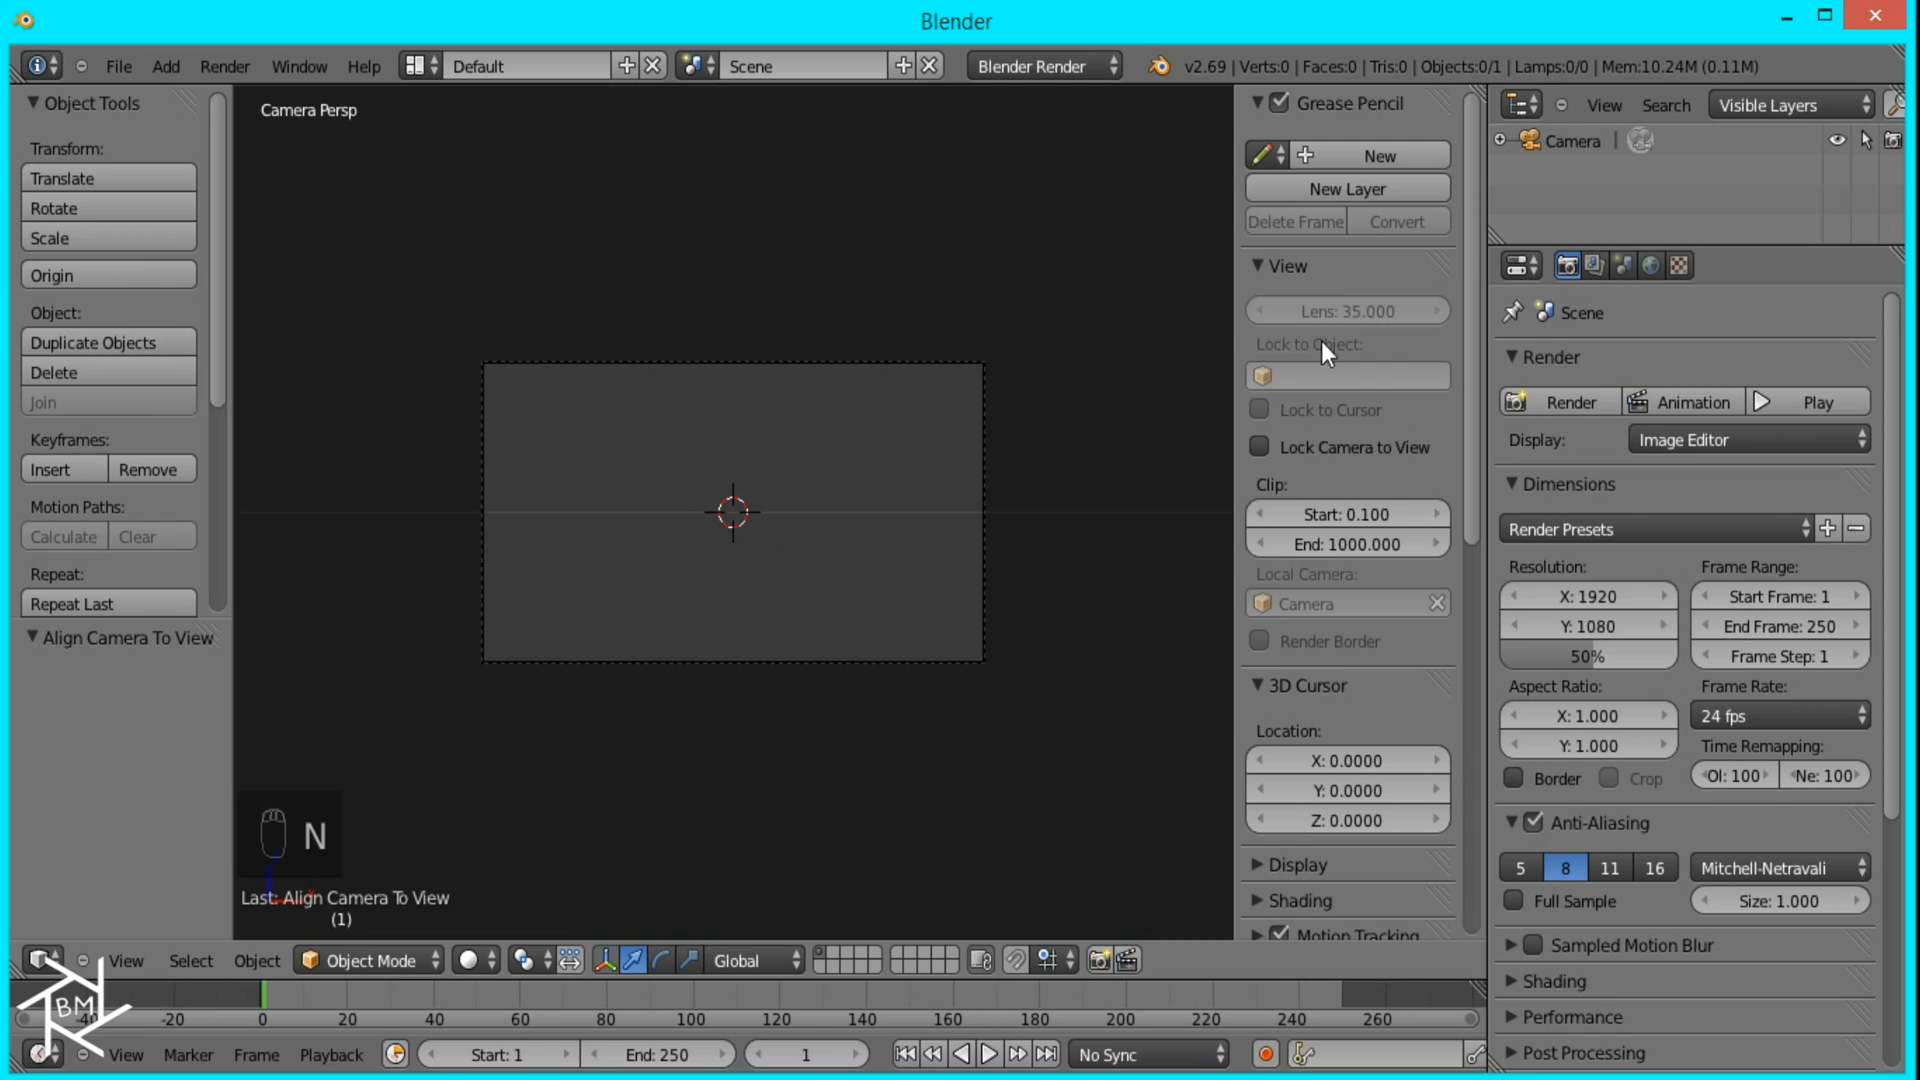 Blender
File Add Render Window Help Default Scene Blender Render v2.69 | Verts:0 | Faces:0 | Tris:0 | Objects:0/1 | Lamps:0/0 | Mem:10.24M (0.11M)
Object Tools
Transform:
Translate
Rotate
Scale
Origin
Object:
Duplicate Objects
Delete
Join
Keyframes:
Insert Remove
Motion Paths:
Calculate Clear
Repeat:
Repeat Last
Align Camera To View
Camera Persp
N
Last: Align Camera To View
(1)
Grease Pencil
New
New Layer
Delete Frame Convert
View
Lens: 35.000
Lock to Object:
Lock to Cursor
Lock Camera to View
Clip:
Start: 0.100
End: 1000.000
Local Camera:
Camera
Render Border
3D Cursor
Location:
X: 0.0000
Y: 0.0000
Z: 0.0000
Display
Shading
Motion Tracking
View Search Visible Layers
Camera
Scene
Render
Render Animation Play
Display: Image Editor
Dimensions
Render Presets
Resolution: Frame Range:
X: 1920 Start Frame: 1
Y: 1080 End Frame: 250
50% Frame Step: 1
Aspect Ratio: Frame Rate:
X: 1.000 24 fps
Y: 1.000 Time Remapping:
Border Crop Ol: 100 Ne: 100
Anti-Aliasing
5 8 11 16 Mitchell-Netravali
Full Sample Size: 1.000
Sampled Motion Blur
Shading
Performance
Post Processing
View Select Object Object Mode Global
BM
-40 -20 0 20 40 60 80 100 120 140 160 180 200 220 240 260
View Marker Frame Playback Start: 1 End: 250 1 No Sync